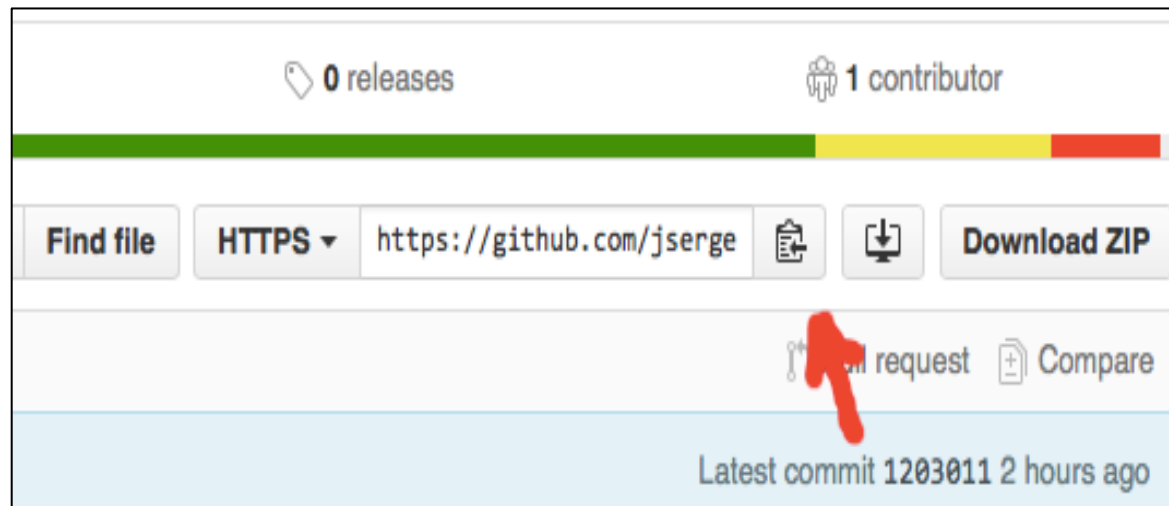 0 releases 1 contributor
Find file HTTPS https://github.com/jserge Download ZIP
request Compare
Latest commit 1203011 2 hours ago